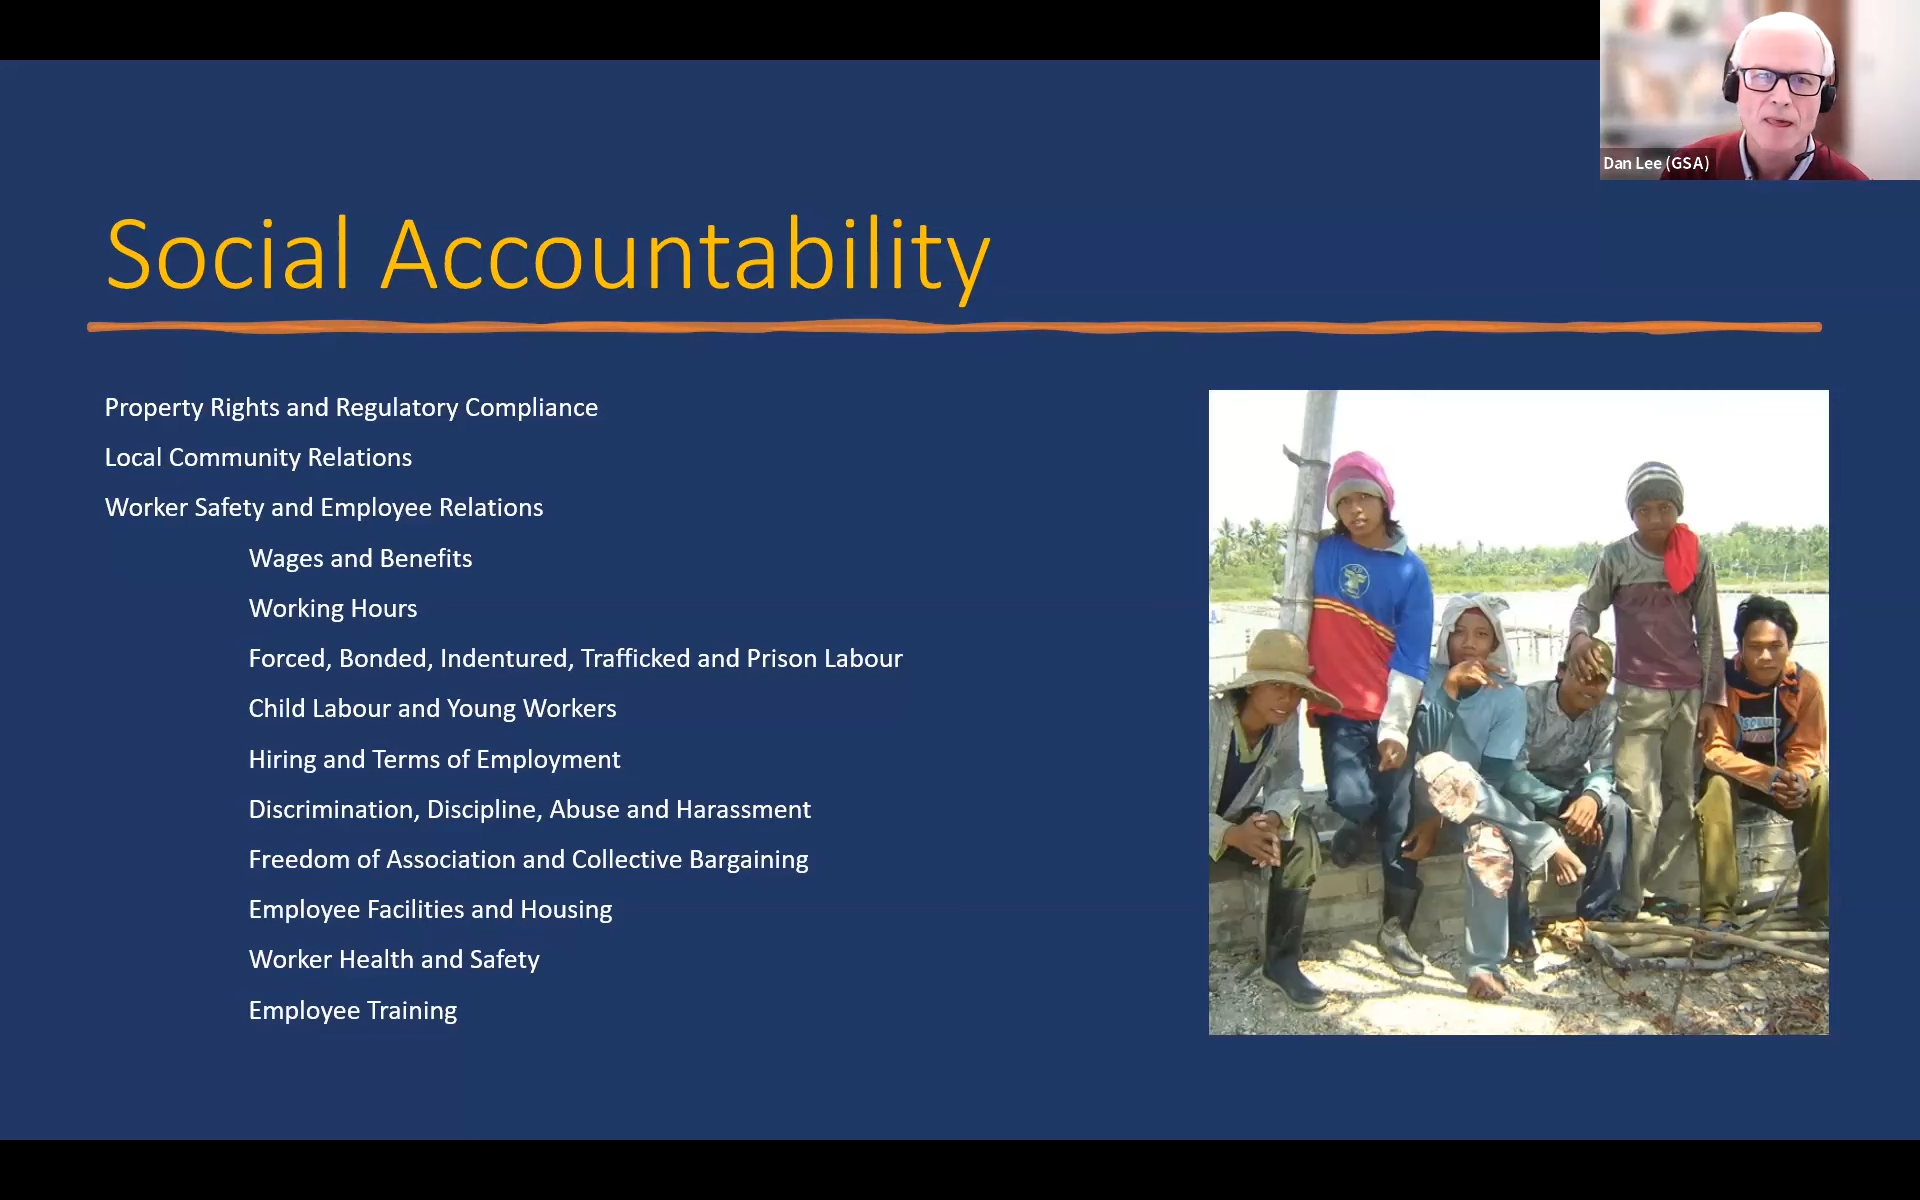 Dan Lee (GSA)
Social Accountability
Property Rights and Regulatory Compliance
Local Community Relations
Worker Safety and Employee Relations
Wages and Benefits
Working Hours
Forced, Bonded, Indentured, Trafficked and Prison Labour
Child Labour and Young Workers
Hiring and Terms of Employment
Discrimination, Discipline, Abuse and Harassment
Freedom of Association and Collective Bargaining
Employee Facilities and Housing
Worker Health and Safety
Employee Training